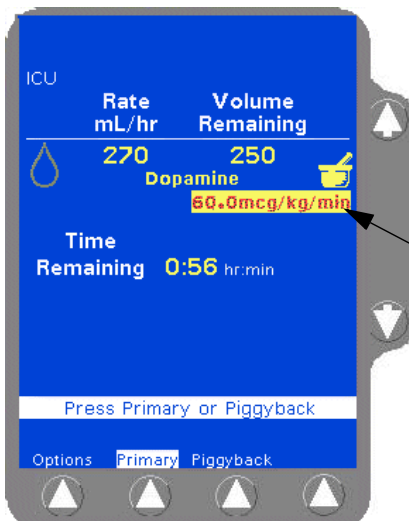 ICU
Rate Volume
mL/hr Remaining
270 250
Dopamine
60.0mcg/kg/min
Time
Remaining 0:56 hr:min
Press Primary or Piggyback
Options Primary Piggyback